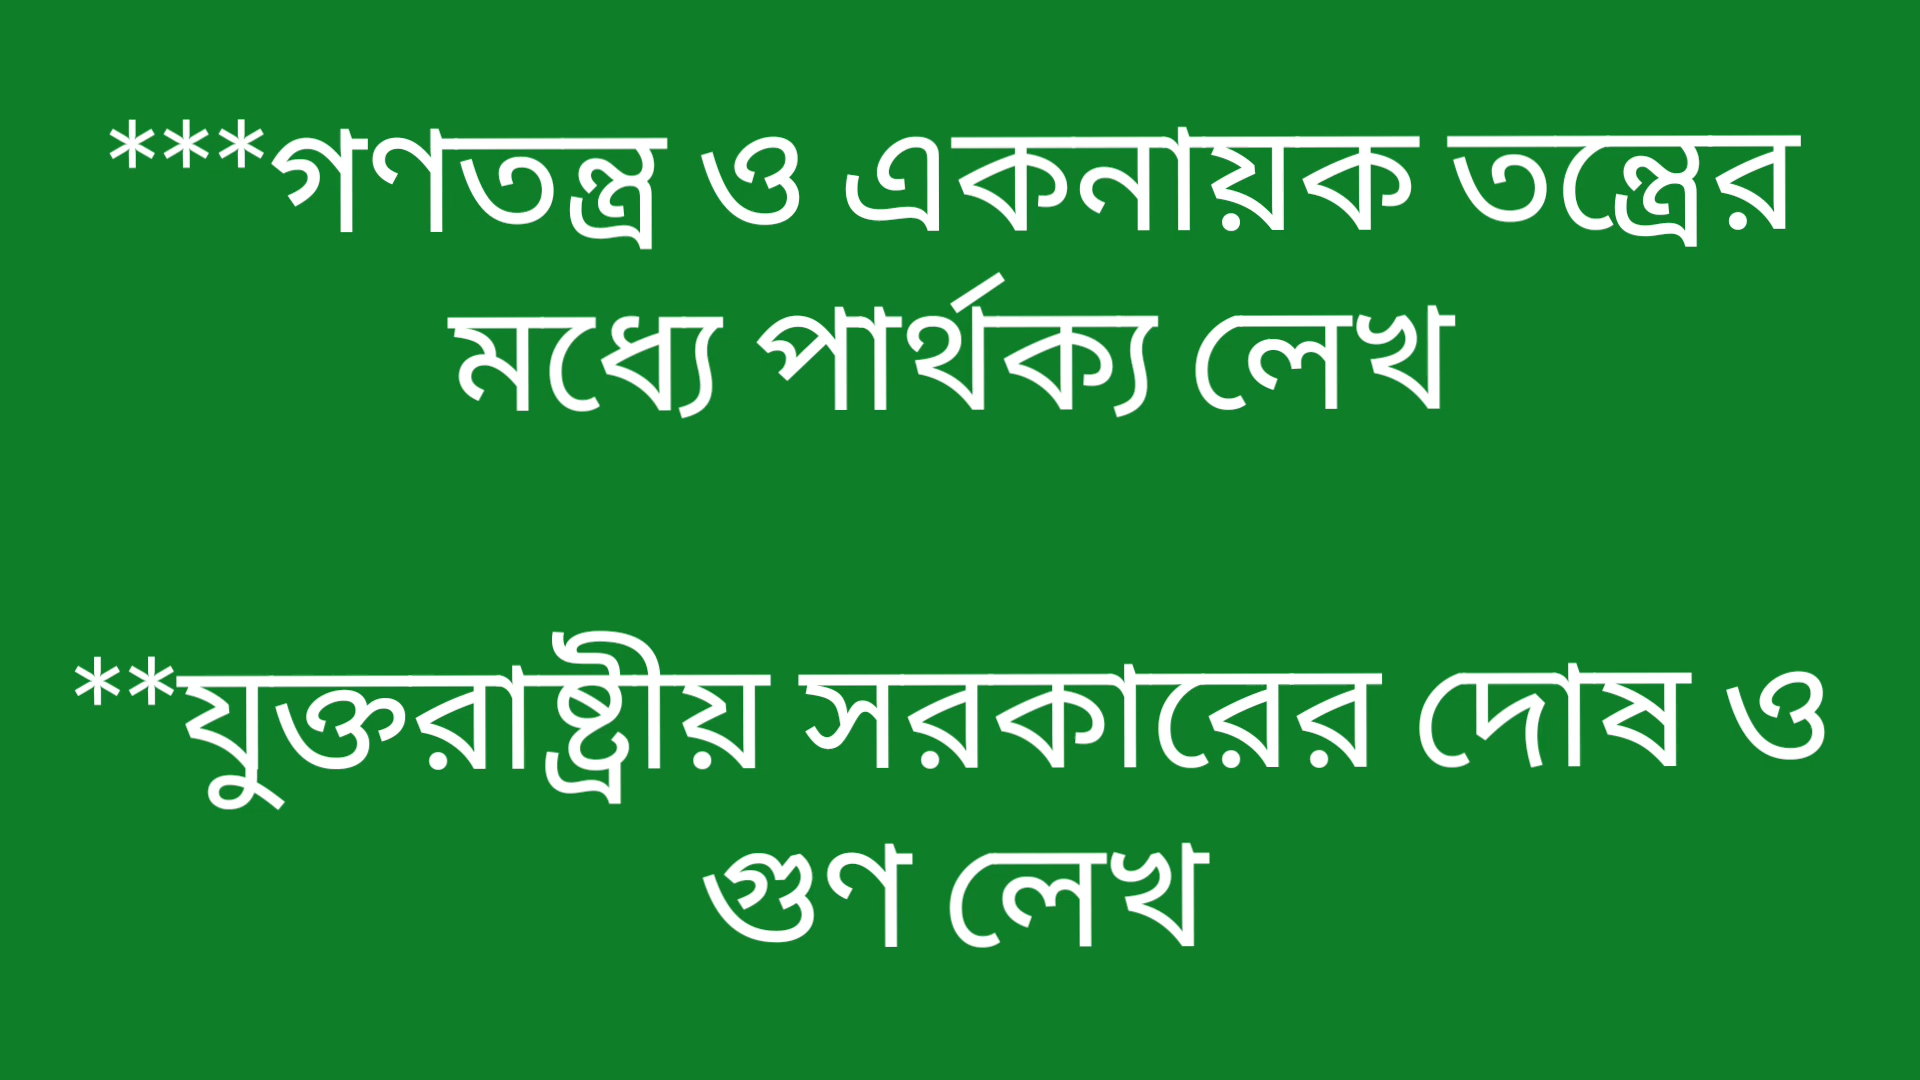 ***গণতন্ত্র ও একনায়ক তন্ত্রের
মধ্যে পার্থক্য লেখ
**যুক্তরাষ্ট্রীয় সরকারের দোষ ও
গুণ লেখ